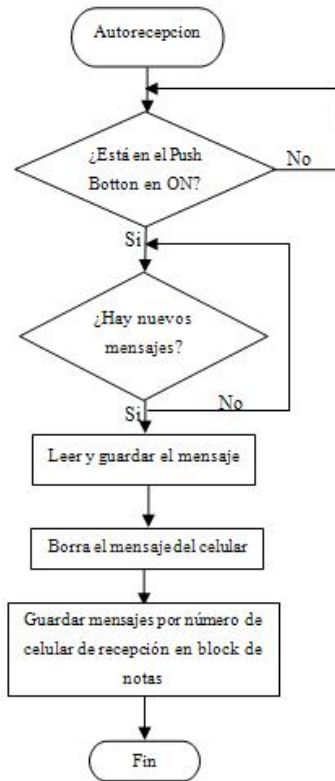 Autorecepcion
¿Está en el Push
Botton en ON?
No
Si
¿Hay nuevos
mensajes?
No
Si
Leer y guardar el mensaje
Borra el mensaje del celular
Guardar mensajes por número de
celular de recepción en block de
notas
Fin